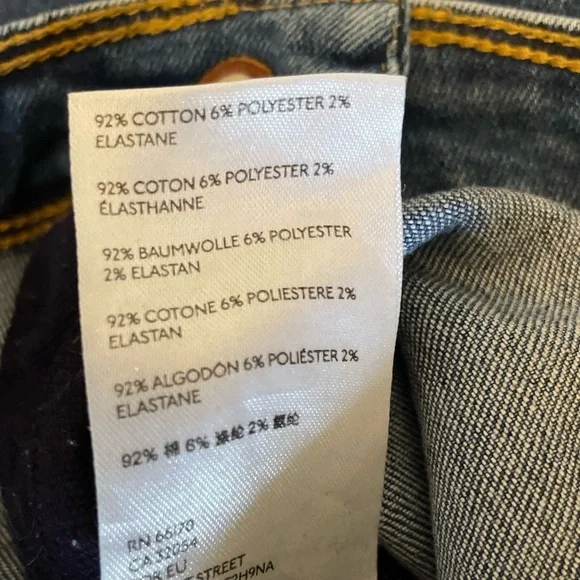 92% COTTON 6% POLYESTER 2%
ELASTANE
92% COTON 6% POLYESTER 2%
ÉLASTHANNE
92% BAUMWOLLE 6% POLYESTER
2% ELASTAN
92% COTONE 6% POLIESTERE 2%
ELASTAN
92% ALGODÓN 6% POLIÉSTER 2%
ELASTANE
92% 棉 6% 涤纶 2% 氨纶
RN 66170
CA 32054
EU
STREET
H9NA